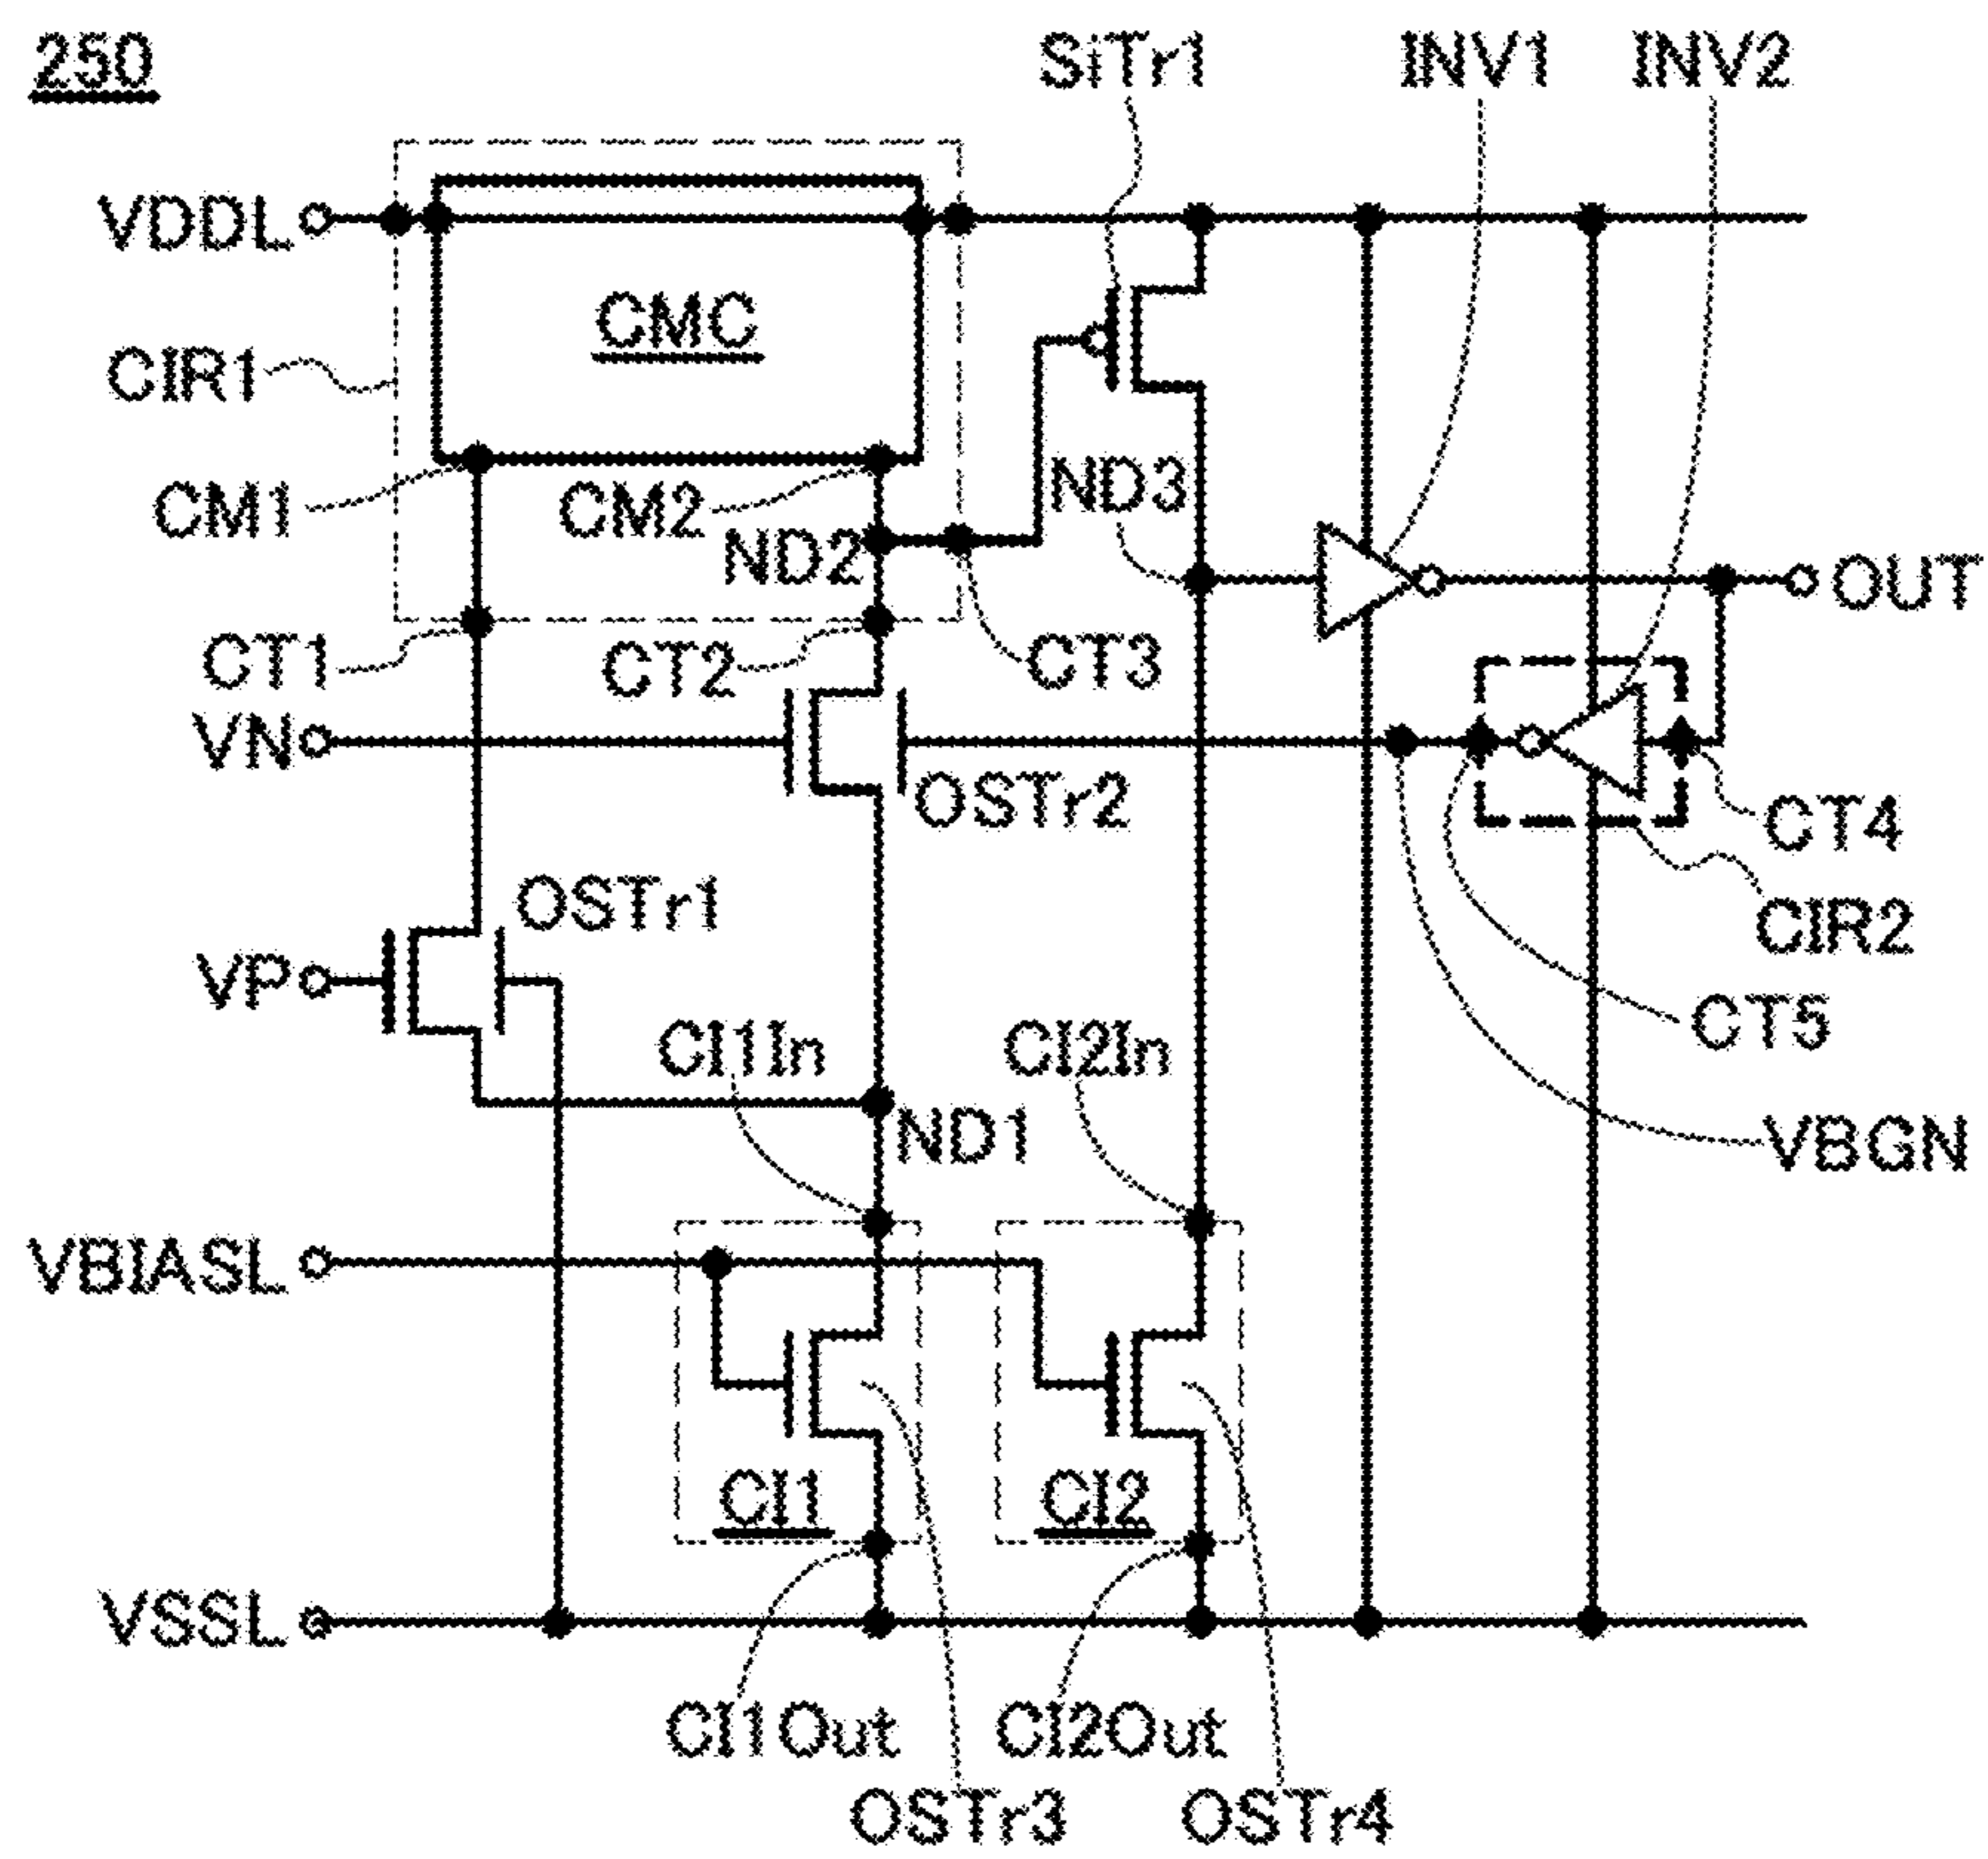 250
SiTr1
INV1
INV2
VDDL
CMC
CIR1
CM1
CM2
ND3
ND2
OUT
CT1
CT2
CT3
VN
OSTr2
CT4
OSTr1
CIR2
VP
CT5
CI1In
CI2In
ND1
VBGN
VBIASL
CI1
CI2
VSSL
CI1Out
CI2Out
OSTr3
OSTr4